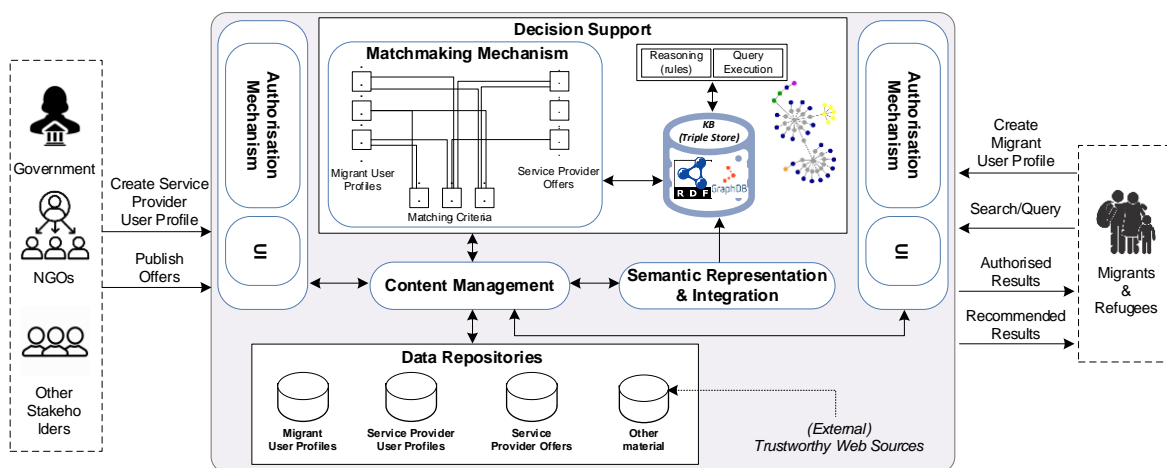 Decision Support
Matchmaking Mechanism
Migrant User
Profiles
Matching Criteria
Service Provider
Offers
Reasoning
(rules)
Query
Execution
KB
(Triple Store)
RDF
GraphDB
Authorisation
Mechanism
UI
Authorisation
Mechanism
UI
Government
NGOs
Other
Stakeho
lders
Create Service
Provider
User Profile
Publish
Offers
Content Management
Semantic Representation
& Integration
Create
Migrant
User Profile
Search/Query
Authorised
Results
Recommended
Results
Migrants
&
Refugees
Data Repositories
Migrant
User Profiles
Service Provider
User Profiles
Service
Provider Offers
Other
material
(External)
Trustworthy Web Sources